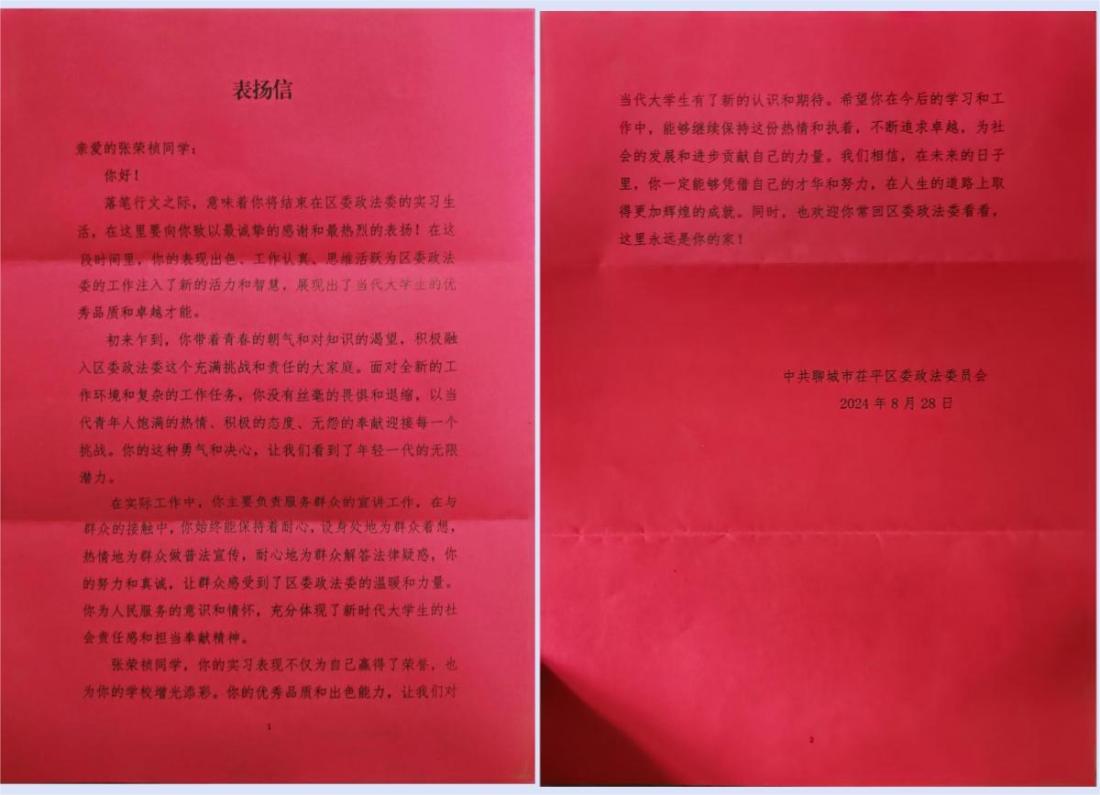 表扬信
亲爱的张荣桢同学：
你好！
落笔行文之际，意味着你将结束在区委政法委的实习生
活，在这里要向你致以最诚挚的感谢和最热烈的表扬！在这
段时间里，你的表现出色、工作认真、思维活跃为区委政法
委的工作注入了新的活力和智慧，展现出了当代大学生的优
秀品质和卓越才能。
初来乍到，你带着青春的朝气和对知识的渴望，积极融
入区委政法委这个充满挑战和责任的大家庭。面对全新的工
作环境和复杂的工作任务，你没有丝毫的畏惧和退缩，以当
代青年人饱满的热情、积极的态度、无怨的奉献迎接每一个
挑战。你的这种勇气和决心，让我们看到了年轻一代的无限
潜力。
在实际工作中，你主要负责服务群众的宣讲工作，在与
群众的接触中，你始终能保持着耐心，设身处地为群众着想，
热情地为群众做普法宣传，耐心地为群众解答法律疑惑，你
的努力和真诚，让群众感受到了区委政法委的温暖和力量。
你为人民服务的意识和情怀，充分体现了新时代大学生的社
会责任感和担当奉献精神。
张荣桢同学，你的实习表现不仅为自己赢得了荣誉，也
为你的学校增光添彩。你的优秀品质和出色能力，让我们对
1
当代大学生有了新的认识和期待。希望你在今后的学习和工
作中，能够继续保持这份热情和执着，不断追求卓越，为社
会的发展和进步贡献自己的力量。我们相信，在未来的日子
里，你一定能够凭借自己的才华和努力，在人生的道路上取
得更加辉煌的成就。同时，也欢迎你常回区委政法委看看，
这里永远是你的家！
中共聊城市茌平区委政法委员会
2024 年 8 月 28 日
2